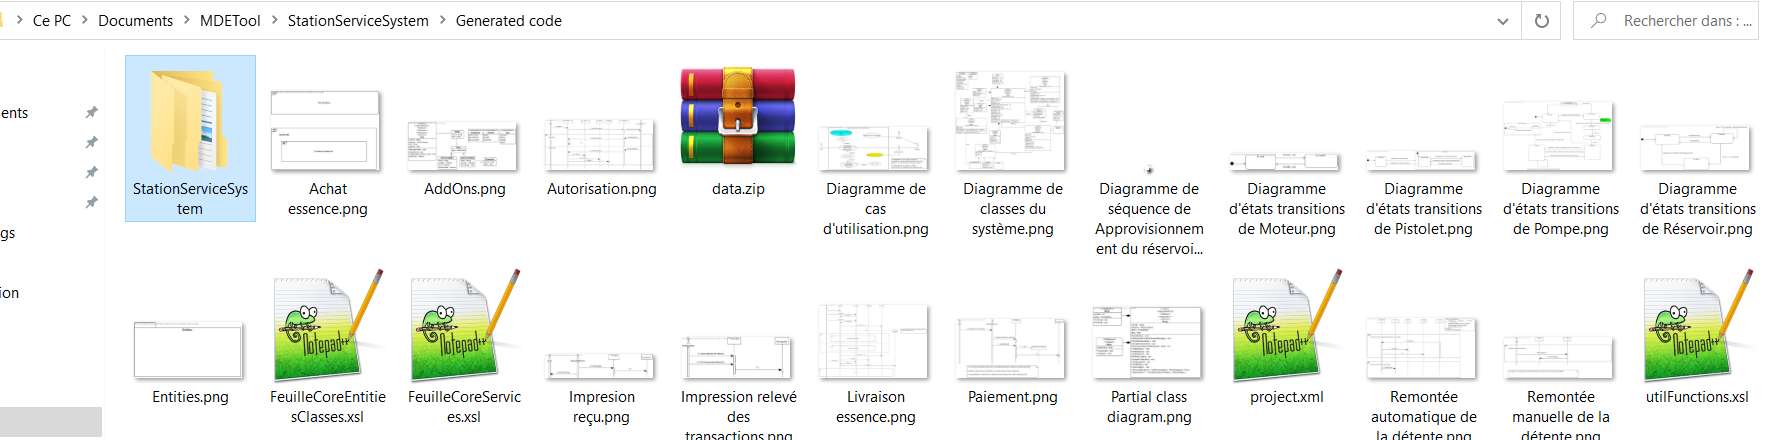 Ce PC > Documents > MDETool > StationServiceSystem > Generated code
Rechercher dans : ...
ents
gs
ion
StationServiceSys
tem
Achat
essence.png
AddOns.png
Autorisation.png
data.zip
Diagramme de
cas
d'utilisation.png
Diagramme de
classes du
système.png
Diagramme de
séquence de
Approvisionnem
ent du réservoi...
Diagramme
d'états transitions
de Moteur.png
Diagramme
d'états transitions
de Pistolet.png
Diagramme
d'états transitions
de Pompe.png
Diagramme
d'états transitions
de Réservoir.png
Entities.png
Notepad++
FeuilleCoreEntitie
sClasses.xsl
Notepad++
FeuilleCoreServic
es.xsl
Impresion
reçu.png
Impression relevé
des
transactions.png
Livraison
essence.png
Paiement.png
Partial class
diagram.png
Notepad++
project.xml
Remontée
automatique de
la détente.png
Remontée
manuelle de la
détente.png
Notepad++
utilFunctions.xsl